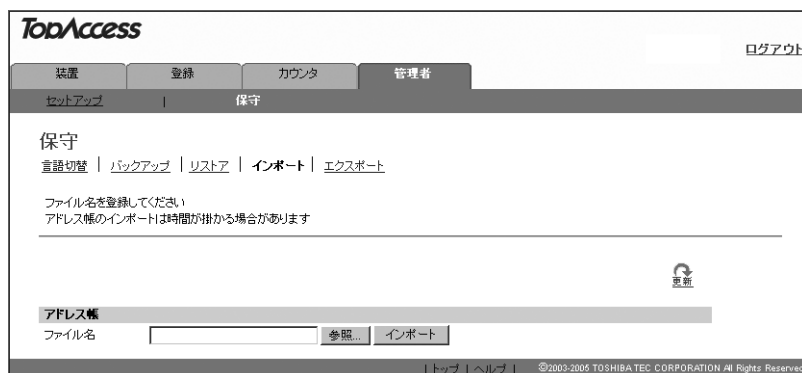 TopAccess
ログアウト
装置 登録 カウンタ 管理者
セットアップ | 保守
保守
言語切替 | バックアップ | リストア | インポート | エクスポート
ファイル名を登録してください
アドレス帳のインポートは時間が掛かる場合があります
更新
アドレス帳
ファイル名 参照... インポート
| トップ | ヘルプ | ©2003-2005 TOSHIBA TEC CORPORATION All Rights Reserved